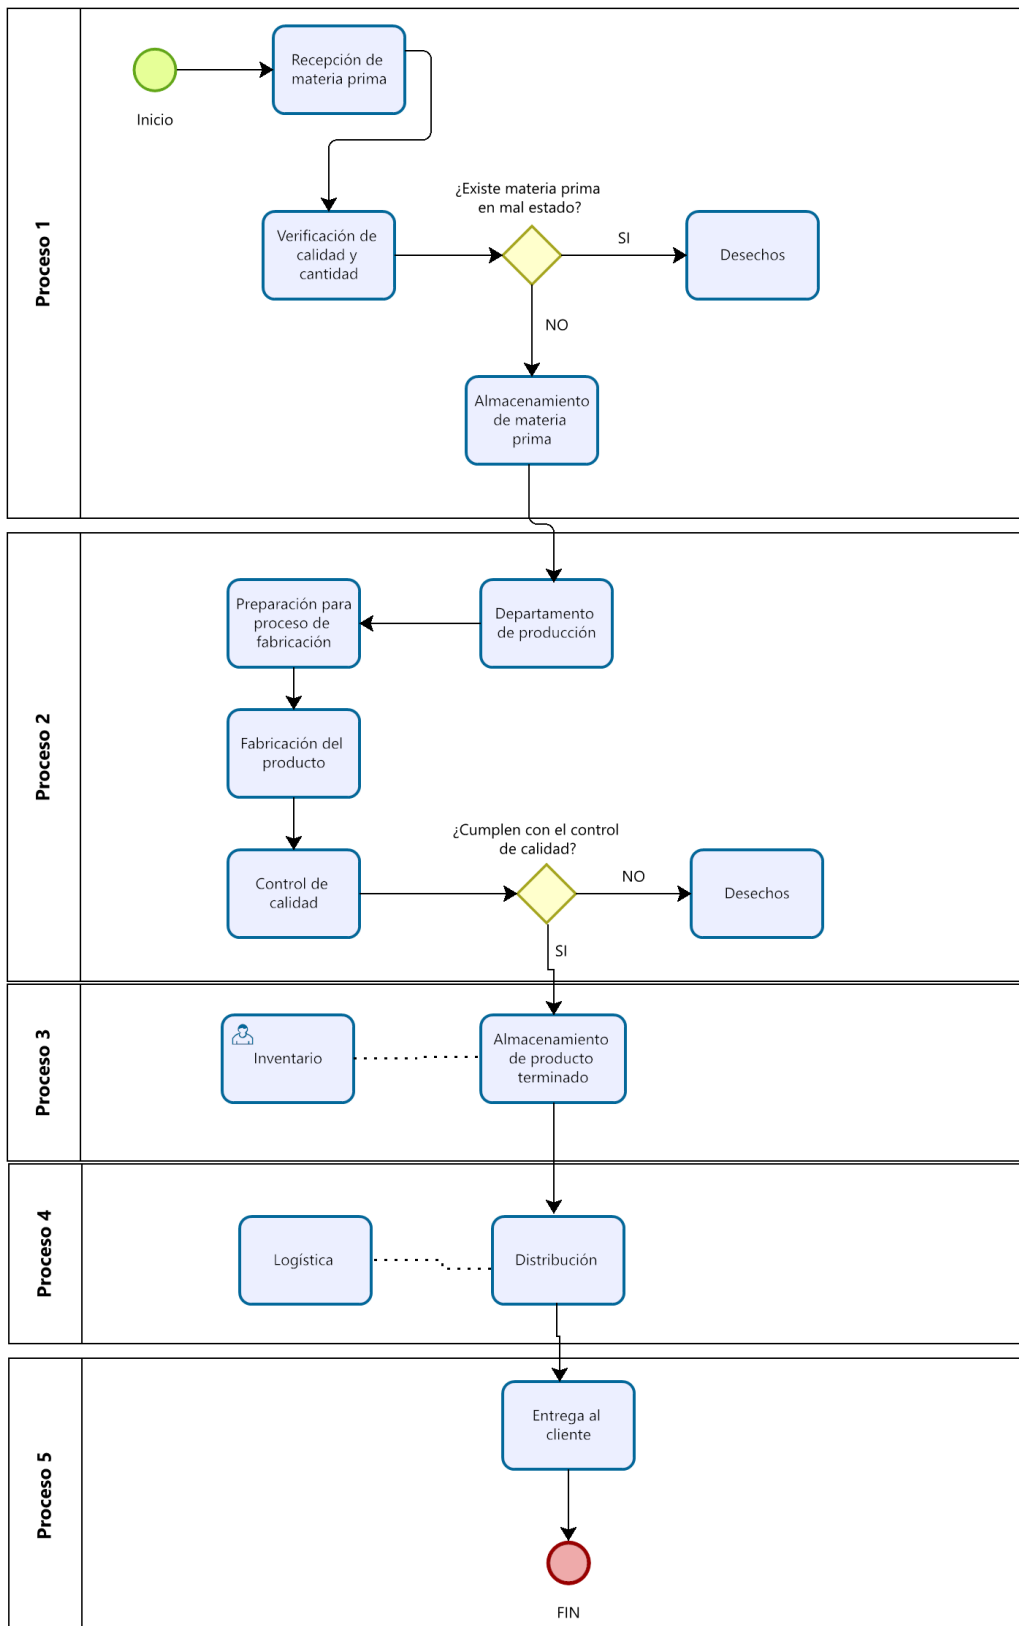 Proceso 1
Inicio
Recepción de
materia prima
Verificación de
calidad y
cantidad
¿Existe materia prima
en mal estado?
SI
Desechos
NO
Almacenamiento
de materia
prima
Proceso 2
Departamento
de producción
Preparación para
proceso de
fabricación
Fabricación del
producto
Control de
calidad
¿Cumplen con el control
de calidad?
NO
Desechos
SI
Proceso 3
Inventario
Almacenamiento
de producto
terminado
Proceso 4
Logística
Distribución
Proceso 5
Entrega al
cliente
FIN